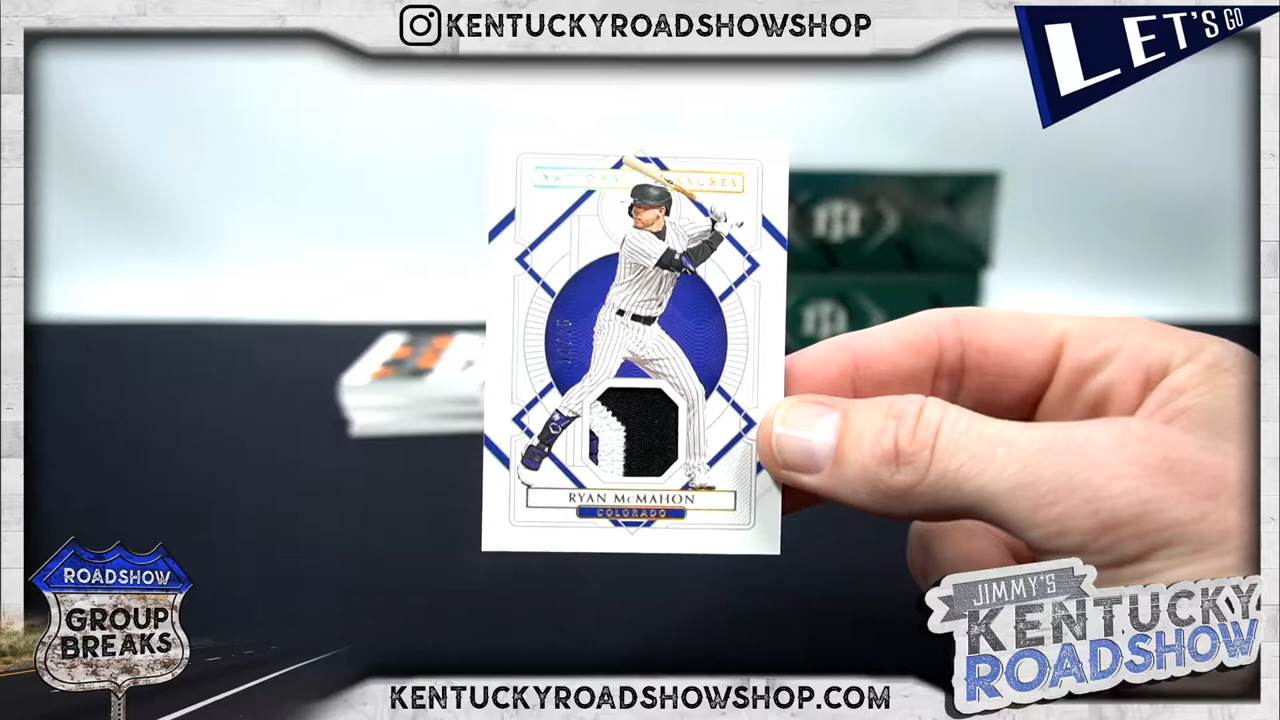 KENTUCKYROADSHOWSHOP
LET'S GO
RYAN McMAHON
COLORADO
ROADSHOW
GROUP
BREAKS
JIMMY'S
KENTUCKY
ROADSHOW
KENTUCKYROADSHOWSHOP.COM